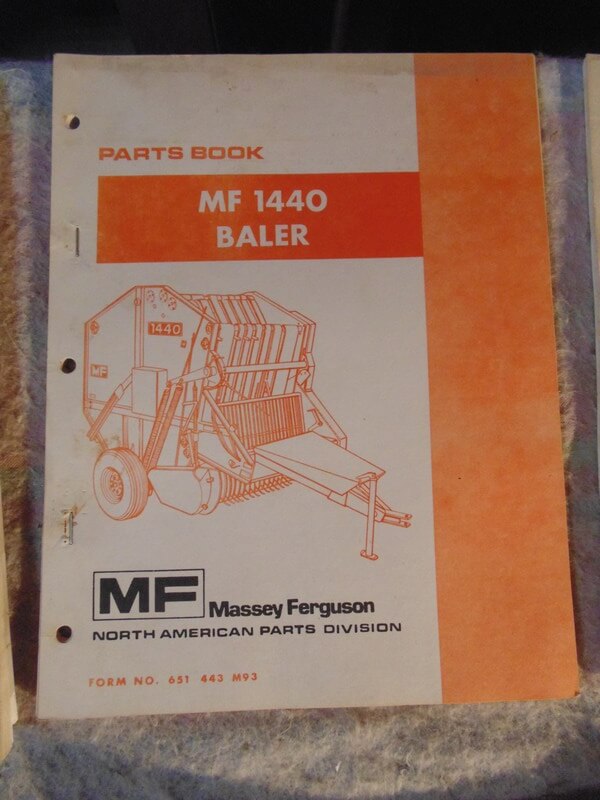 PARTS BOOK
MF 1440
BALER
1440
MF
MF Massey Ferguson
NORTH AMERICAN PARTS DIVISION
FORM NO. 651 443 M93